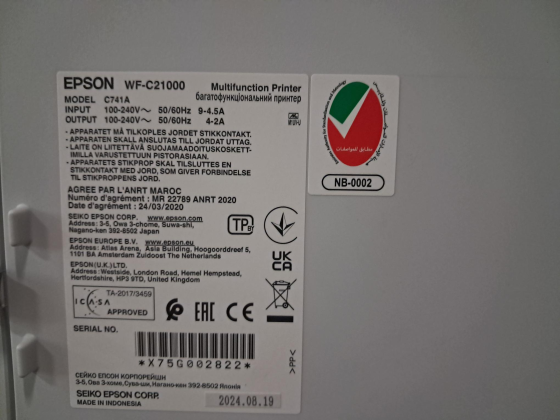 EPSON WF-C21000 Multifunction Printer
багатофункціональний принтер
MODEL C741A
INPUT 100-240V~ 50/60Hz 9-4.5A
OUTPUT 100-240V~ 50/60Hz 4-2A
- APPARATET MÅ TILKOPLES JORDET STIKKONTAKT.
- APPARATEN SKALL ANSLUTAS TILL JORDAT UTTAG.
- LAITE ON LIITETTÄVÄ SUOJAMAADOITUSKOSKETT-
IMILLA VARUSTETTUUN PISTORASIAAN.
- APPARATETS STIKPROP SKAL TILSLUTTES EN
STIKKONTAKT MED JORD, SOM GIVER FORBINDELSE
TIL STIKPROPPENS JORD.
AGREE PAR L'ANRT MAROC
Numéro d'agrément : MR 22789 ANRT 2020
Date d'agrément : 24/03/2020
SEIKO EPSON CORP. www.epson.com
Address: 3-5, Owa 3-chome, Suwa-shi,
Nagano-ken 392-8502 Japan
EPSON EUROPE B.V. www.epson.eu
Address: Atlas Arena, Asia Building, Hoogoorddreef 5,
1101 BA Amsterdam Zuidoost The Netherlands
EPSON(U.K.)LTD.
Address: Westside, London Road, Hemel Hempstead,
Hertfordshire, HP3 9TD, United Kingdom
TP
UK
CA
ICASA
TA-2017/3459
APPROVED
EAC CE
SERIAL NO.
*X75G002822*
>PP<
СЕЙКО ЕПСОН КОРПОРЕЙШН
3-5, Ова 3-хоме, Сува-ши, Нагано-кен 392-8502 Японія
SEIKO EPSON CORP.
MADE IN INDONESIA
2024.08.19
مطابق للمواصفات
NB-0002